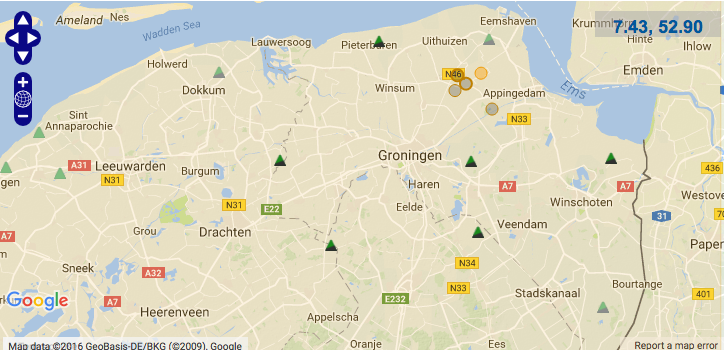 Ameland
Nes
Wadden Sea
Eemshaven
Krummhörn
Hinte
7.43, 52.90
Ihlow
Lauwersoog
Pieterburen
Uithuizen
Holwerd
Emden
N46
Dokkum
Winsum
Appingedam
Ems
Sint
Annaparochie
N33
Groningen
A31
Leeuwarden
Burgum
436
N31
Haren
A7
A7
Westove
N31
E22
Eelde
Winschoten
31
Grou
Drachten
Veendam
A7
Paper
Sneek
A32
N34
Bourtange
Google
A7
Heerenveen
E232
N33
Stadskanaal
401
Appelscha
Map data ©2016 GeoBasis-DE/BKG (©2009), Google
Oranje
Ees
Report a map error